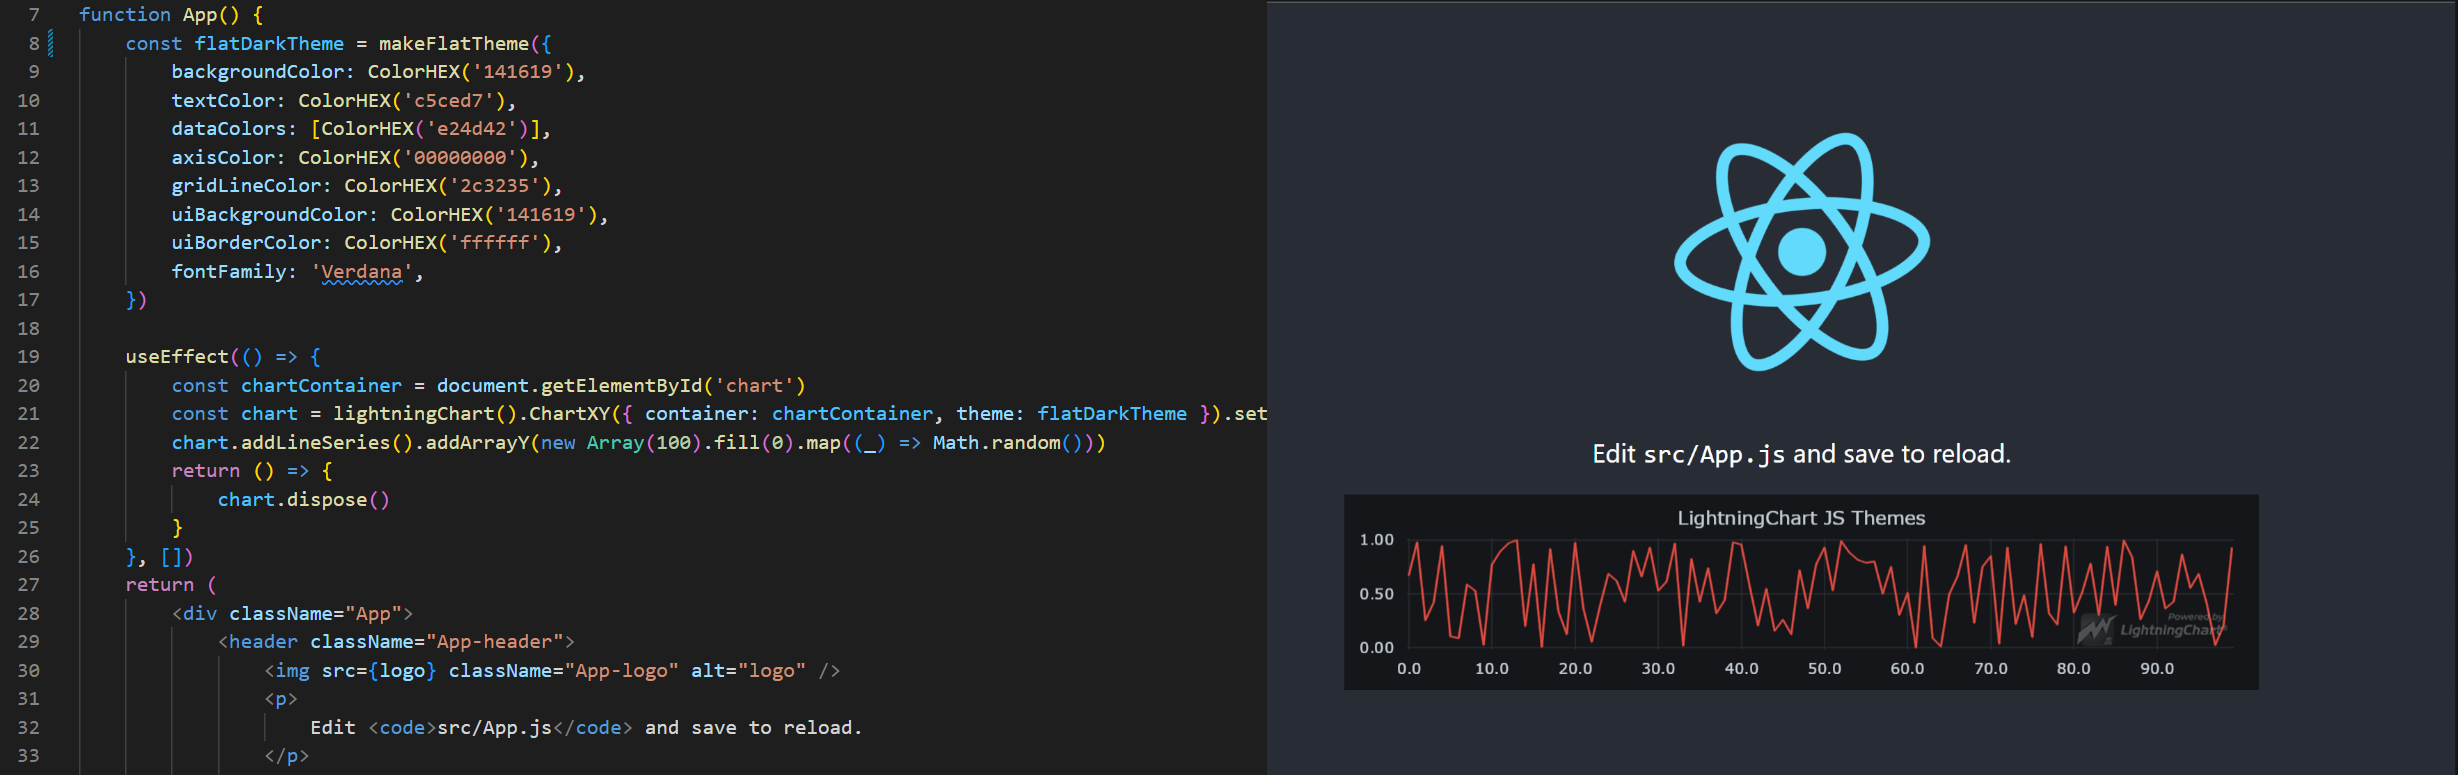 7 function App() {
8 const flatDarkTheme = makeFlatTheme({
9 backgroundColor: ColorHEX('141619'),
10 textColor: ColorHEX('c5ced7'),
11 dataColors: [ColorHEX('e24d42')],
12 axisColor: ColorHEX('00000000'),
13 gridLineColor: ColorHEX('2c3235'),
14 uiBackgroundColor: ColorHEX('141619'),
15 uiBorderColor: ColorHEX('ffffff'),
16 fontFamily: 'Verdana',
17 })
18
19 useEffect(() => {
20 const chartContainer = document.getElementById('chart')
21 const chart = lightningChart().ChartXY({ container: chartContainer, theme: flatDarkTheme }).set
22 chart.addLineSeries().addArrayY(new Array(100).fill(0).map((_) => Math.random()))
23 return () => {
24 chart.dispose()
25 }
26 }, [])
27 return (
28 <div className="App">
29 <header className="App-header">
30 <img src={logo} className="App-logo" alt="logo" />
31 <p>
32 Edit <code>src/App.js</code> and save to reload.
33 </p>
Edit src/App.js and save to reload.
LightningChart JS Themes
1.00
0.50
0.00
Powered by
LightningChart
JS
0.0 10.0 20.0 30.0 40.0 50.0 60.0 70.0 80.0 90.0